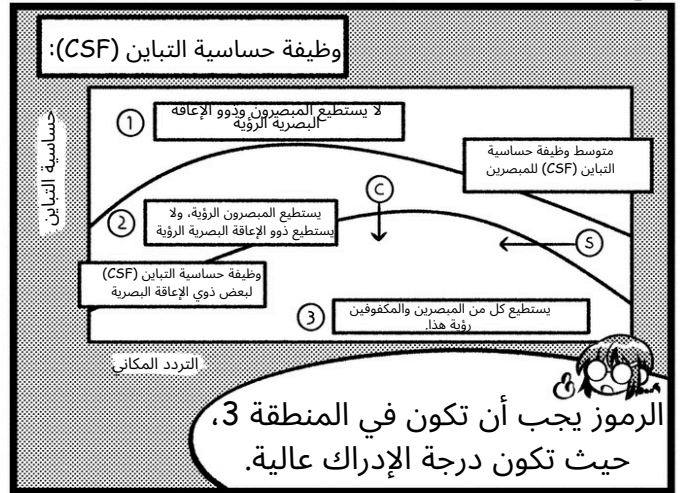 وظيفة حساسية التباين (CSF):
لا يستطيع المبصرون وذوو الإعاقة
البصرية الرؤية
1
متوسط وظيفة حساسية
التباين (CSF) للمبصرين
حساسية التباين
C
2
يستطيع المبصرون الرؤية، ولا
يستطيع ذوو الإعاقة البصرية الرؤية
S
وظيفة حساسية التباين (CSF)
لبعض ذوي الإعاقة البصرية
3
يستطيع كل من المبصرين والمكفوفين
رؤية هذا.
التردد المكاني
الرموز يجب أن تكون في المنطقة 3،
حيث تكون درجة الإدراك عالية.